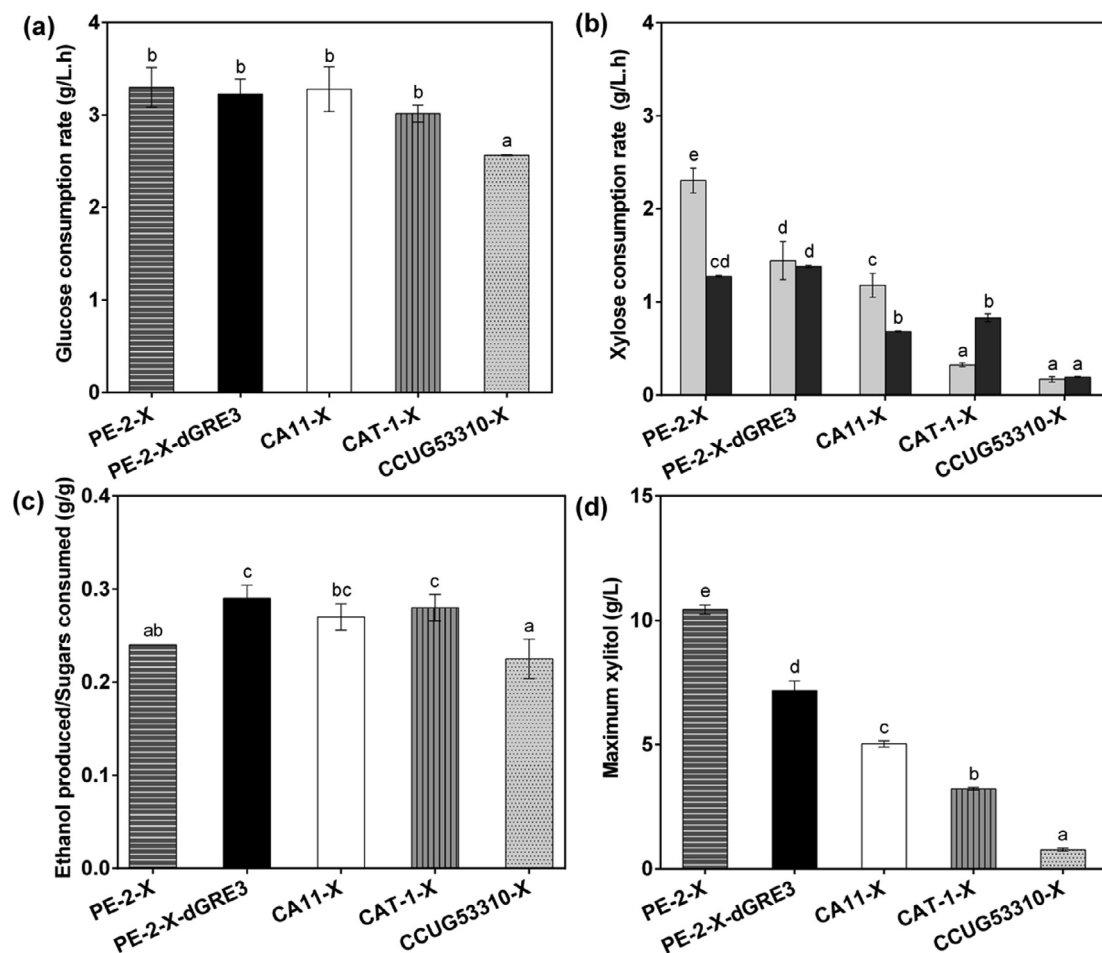 (a)
Glucose consumption rate (g/L.h)
4
3
2
1
0
b
b
b
b
a
PE-2-X
PE-2-X-dGRE3
CA11-X
CAT-1-X
CCUG53310-X
(b)
Xylose consumption rate (g/L.h)
4
3
2
1
0
e
cd
d
d
c
b
a
b
a
a
PE-2-X
PE-2-X-dGRE3
CA11-X
CAT-1-X
CCUG53310-X
(c)
Ethanol produced/Sugars consumed (g/g)
0.4
0.3
0.2
0.1
0.0
ab
c
bc
c
a
PE-2-X
PE-2-X-dGRE3
CA11-X
CAT-1-X
CCUG53310-X
(d)
Maximum xylitol (g/L)
15
10
5
0
e
d
c
b
a
PE-2-X
PE-2-X-dGRE3
CA11-X
CAT-1-X
CCUG53310-X